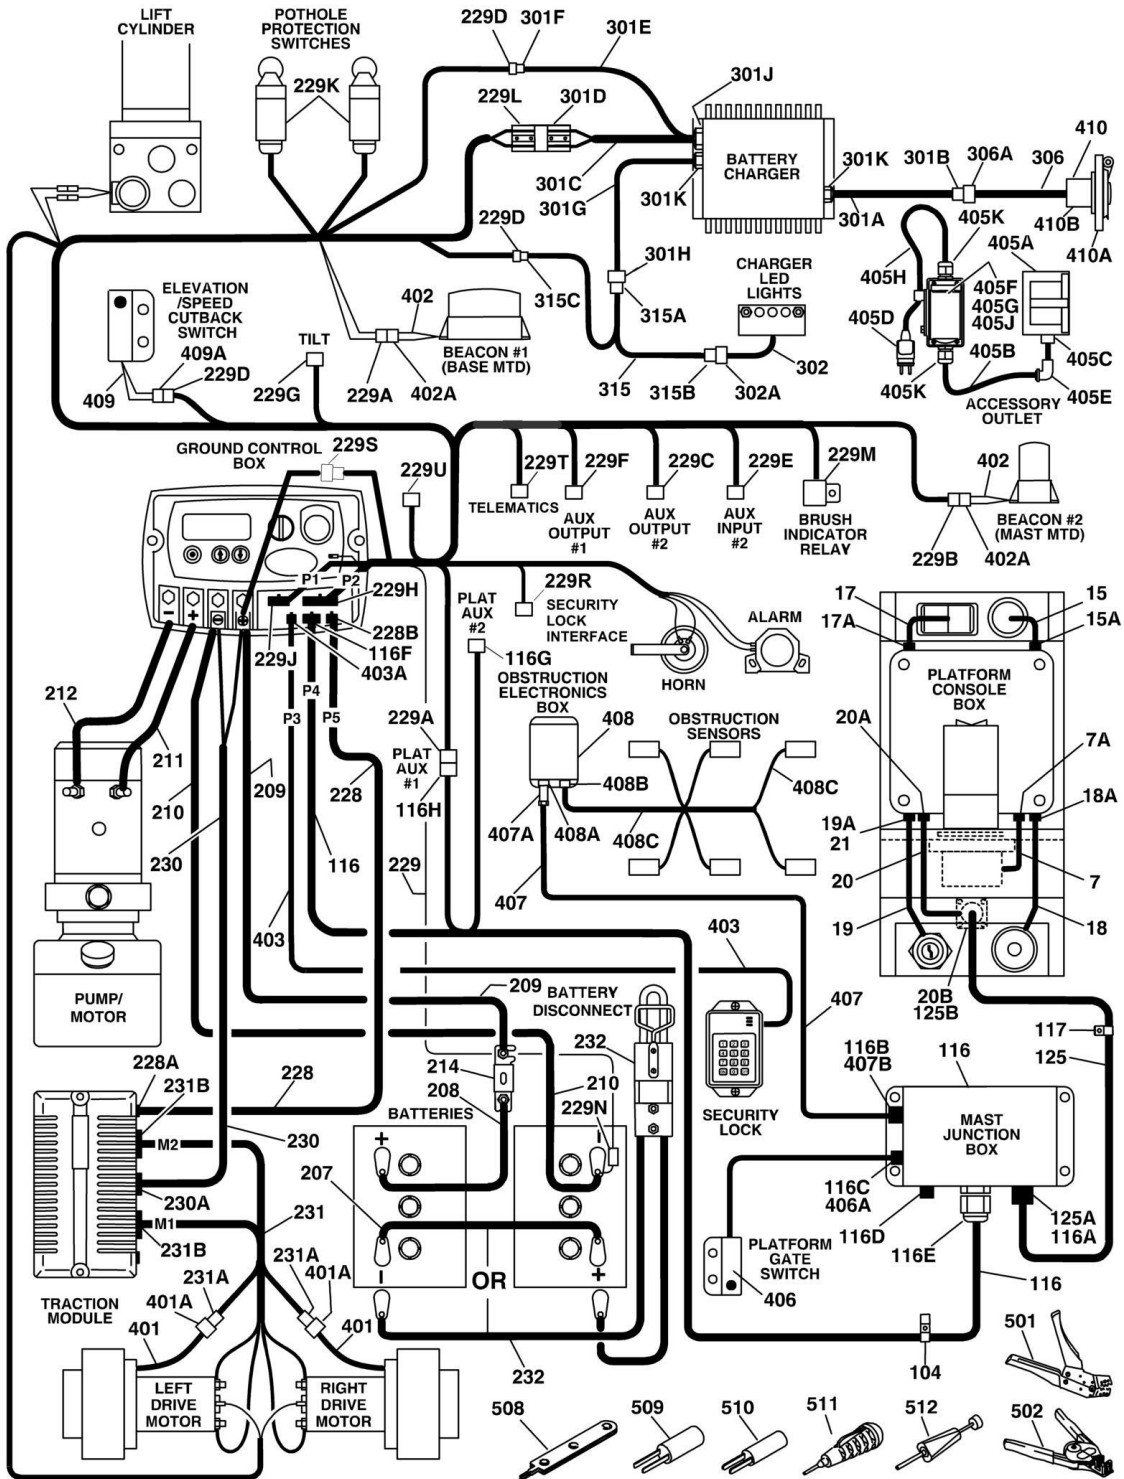 LIFT
CYLINDER
POTHOLE
PROTECTION
SWITCHES
229D
301F
301E
301J
229K
229L
301D
410
301K
301B
306A
306
BATTERY
CHARGER
301C
301G
301K
301A
410B
410A
405K
405A
229D
301H
CHARGER
LED
LIGHTS
405H
405F
405G
405J
ELEVATION
/SPEED
CUTBACK
SWITCH
402
315C
315A
405D
405B
405C
409A
229D
TILT
BEACON #1
(BASE MTD)
409
229G
229A
402A
315
315B
302A
302
405K
405E
ACCESSORY
OUTLET
GROUND CONTROL
BOX
229S
229U
229T
229F
229C
229E
229M
402
TELEMATICS
AUX
OUTPUT
#1
AUX
OUTPUT
#2
AUX
INPUT
#2
BRUSH
INDICATOR
RELAY
BEACON #2
(MAST MTD)
229B
402A
P1
P2
229H
PLAT
AUX
#2
229R
SECURITY
LOCK
INTERFACE
ALARM
17
15
17A
15A
228B
229J
116F
403A
116G
HORN
PLATFORM
CONSOLE
BOX
P4
P3
P5
OBSTRUCTION
ELECTRONICS
BOX
212
229A
408
OBSTRUCTION
SENSORS
20A
7A
211
PLAT
AUX
#1
408B
408C
210
209
228
116H
407A
408A
408C
19A
21
18A
230
116
229
20
7
407
403
403
19
18
PUMP/
MOTOR
209
BATTERY
DISCONNECT
407
20B
125B
117
228A
231B
228
214
232
116B
407B
116
125
208
210
BATTERIES
229N
M2
230
+
-
SECURITY
LOCK
MAST
JUNCTION
BOX
207
230A
231
116C
406A
M1
125A
116A
231B
231A
116D
116E
231A
401A
-
OR
+
PLATFORM
GATE
SWITCH
406
116
TRACTION
MODULE
401A
401
401
501
232
104
LEFT
DRIVE
MOTOR
RIGHT
DRIVE
MOTOR
508
509
510
511
512
502